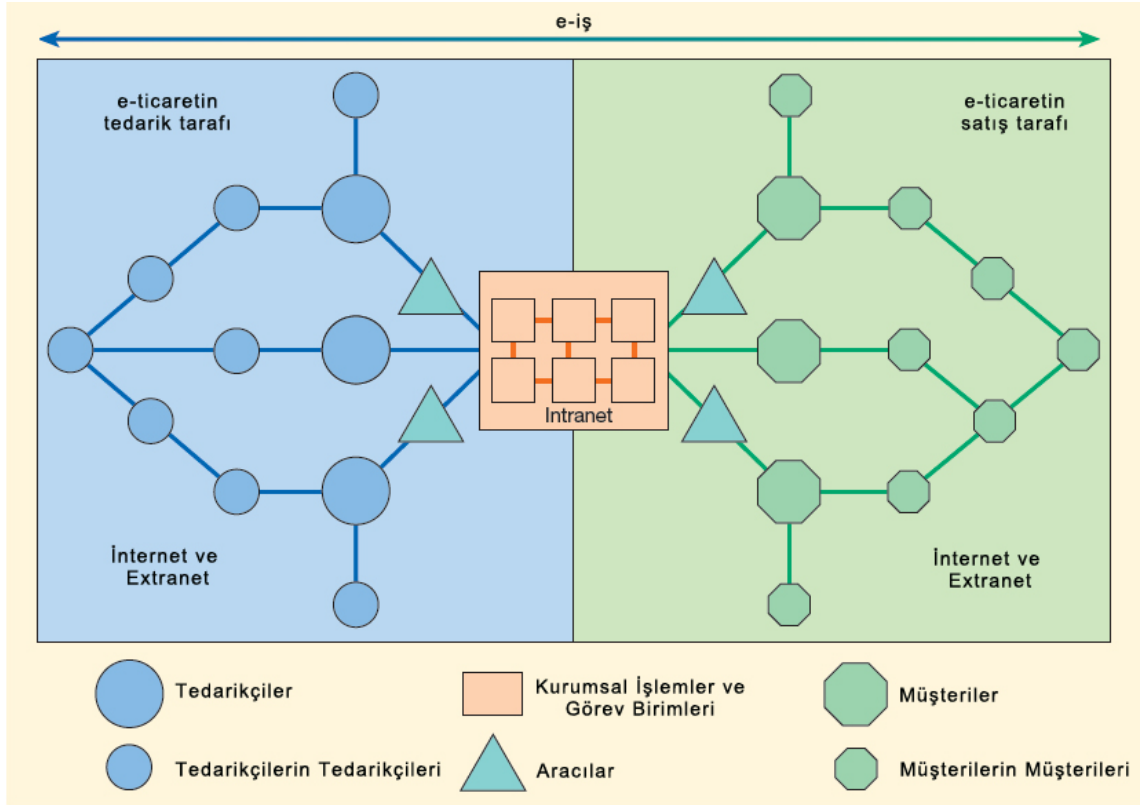 e-iş
e-ticaretin
tedarik tarafı
e-ticaretin
satış tarafı
Intranet
İnternet ve
Extranet
İnternet ve
Extranet
Tedarikçiler
Kurumsal İşlemler ve
Görev Birimleri
Müşteriler
Tedarikçilerin Tedarikçileri
Aracılar
Müşterilerin Müşterileri